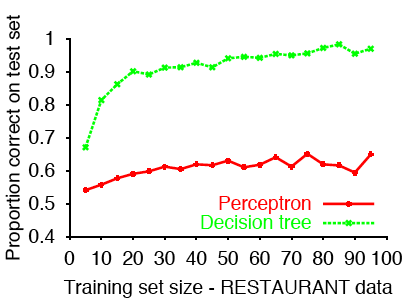 Proportion correct on test set
1
0.9
0.8
0.7
0.6
0.5
0.4
Perceptron
Decision tree
0 10 20 30 40 50 60 70 80 90 100
Training set size - RESTAURANT data